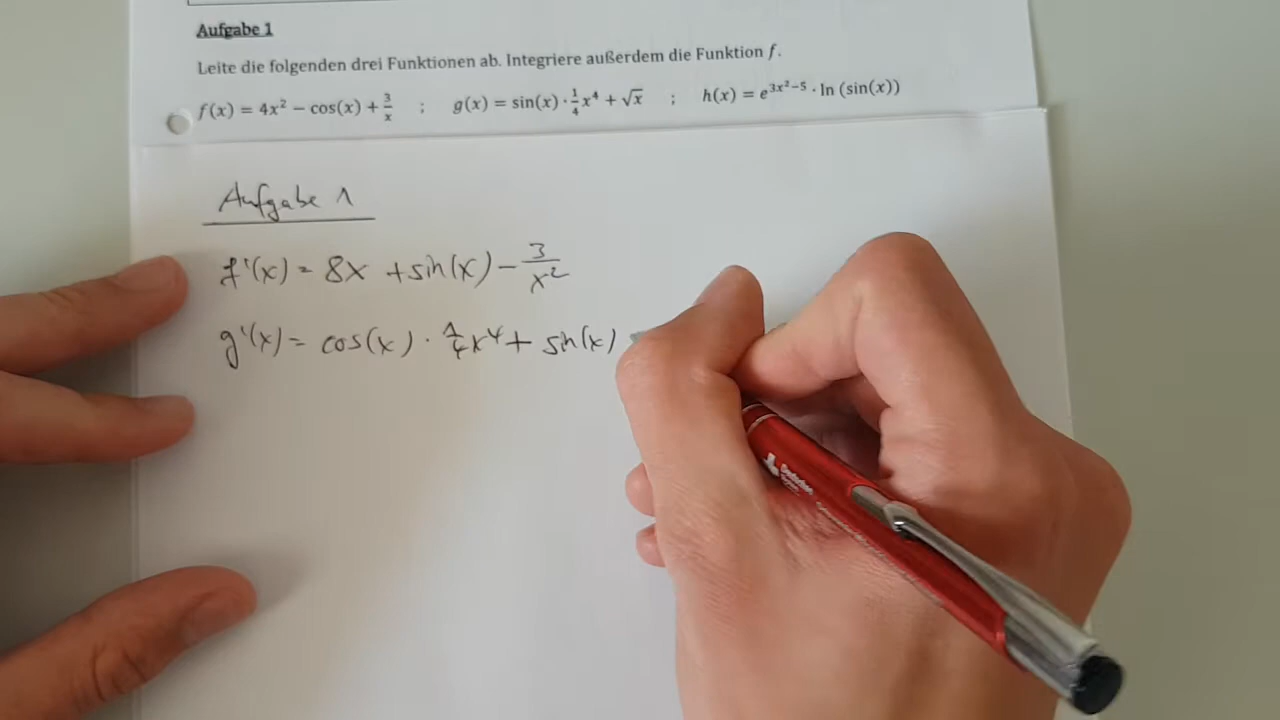 Aufgabe 1
Leite die folgenden drei Funktionen ab. Integriere außerdem die Funktion f.
f(x) = 4x² − cos(x) + 3/x ; g(x) = sin(x) · 1/4 x⁴ + √x ; h(x) = e^(3x²−5) · ln (sin(x))
Aufgabe 1
f'(x) = 8x + sin(x) − 3/x²
g'(x) = cos(x) · 1/4 x⁴ + sin(x)